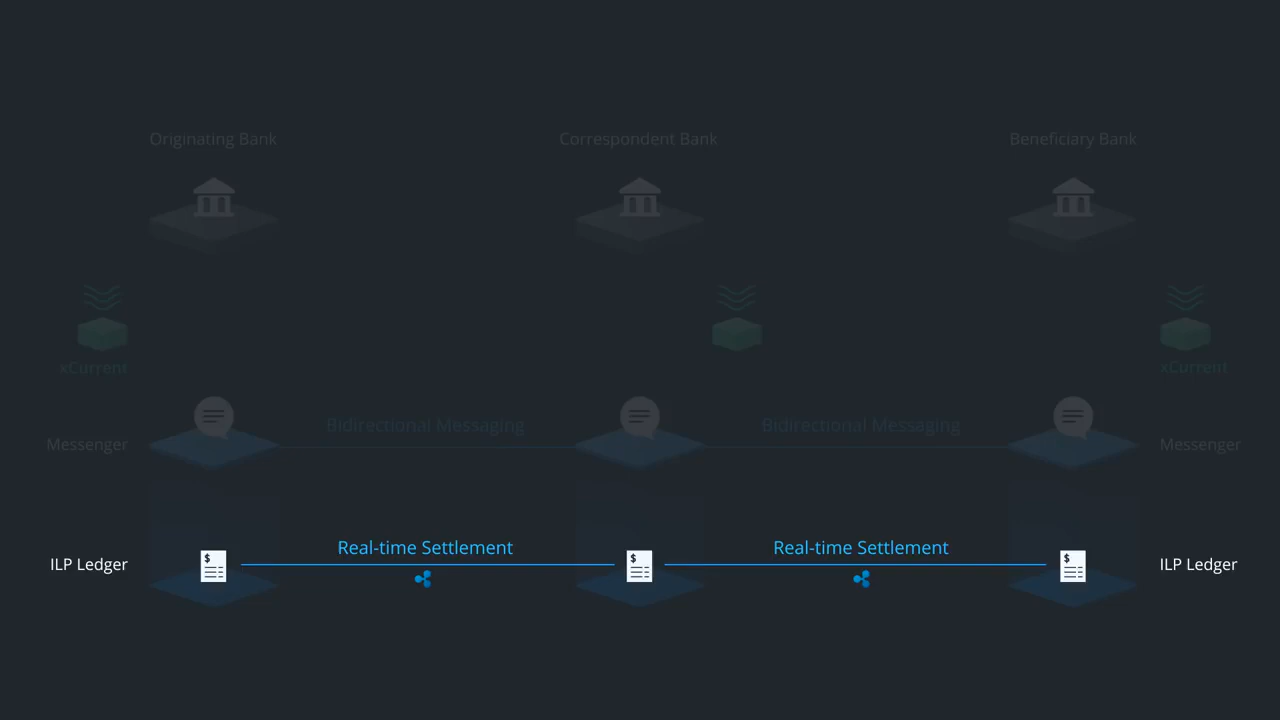 Originating Bank
Correspondent Bank
Beneficiary Bank
xCurrent
xCurrent
Bidirectional Messaging
Bidirectional Messaging
Messenger
Messenger
$
$
$
Real-time Settlement
Real-time Settlement
ILP Ledger
ILP Ledger